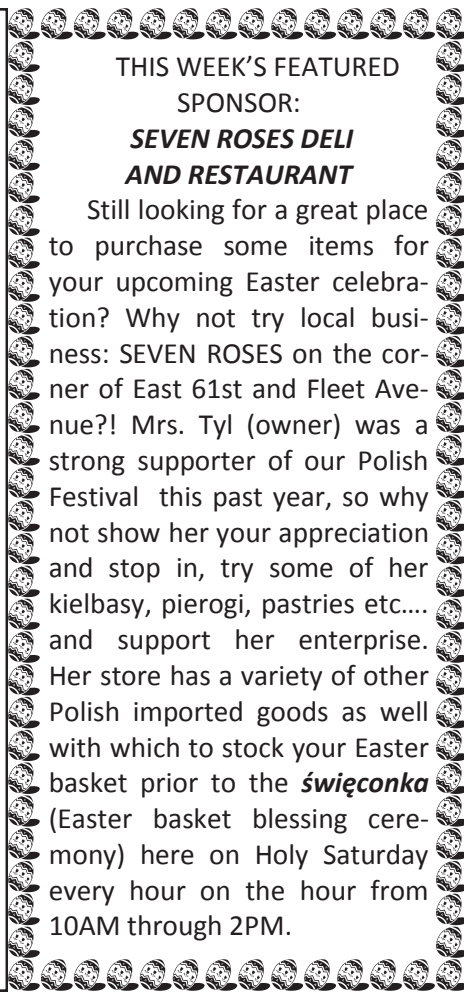 THIS WEEK’S FEATURED
SPONSOR:
SEVEN ROSES DELI
AND RESTAURANT
Still looking for a great place
to purchase some items for
your upcoming Easter celebra-
tion? Why not try local busi-
ness: SEVEN ROSES on the cor-
ner of East 61st and Fleet Ave-
nue?! Mrs. Tyl (owner) was a
strong supporter of our Polish
Festival this past year, so why
not show her your appreciation
and stop in, try some of her
kielbasy, pierogi, pastries etc….
and support her enterprise.
Her store has a variety of other
Polish imported goods as well
with which to stock your Easter
basket prior to the święconka
(Easter basket blessing cere-
mony) here on Holy Saturday
every hour on the hour from
10AM through 2PM.